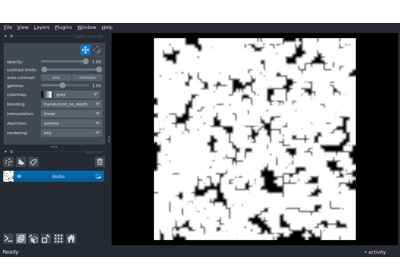 File View Layers Plugins Window Help
opacity: 1.00
contrast limits:
auto-contrast: once continuous
gamma: 1.00
colormap: gray
blending: translucent_no_depth
interpolation: linear
depiction: volume
rendering: mip
blobs
Ready
activity